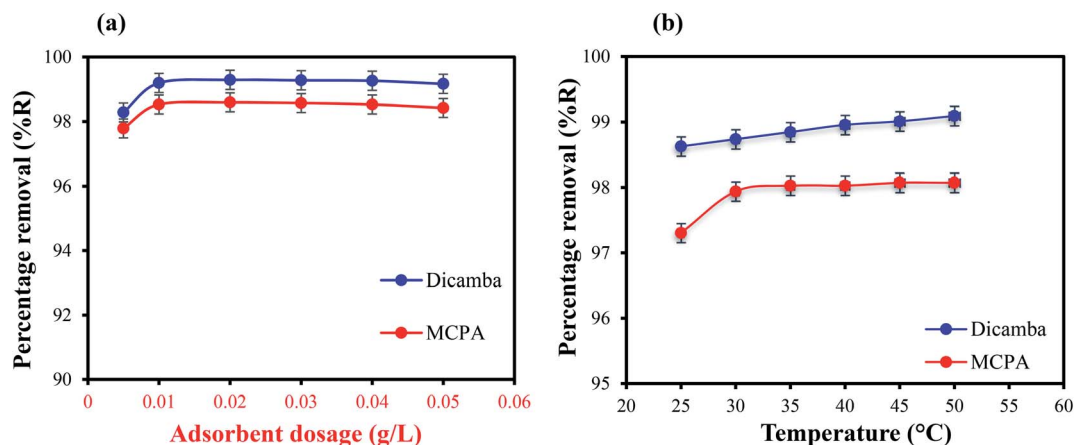 (a)
Percentage removal (%R)
100
98
96
94
92
90
0
0.01
0.02
0.03
0.04
0.05
0.06
Adsorbent dosage (g/L)
Dicamba
MCPA
(b)
Percentage removal (%R)
100
99
98
97
96
95
20
25
30
35
40
45
50
55
60
Temperature (°C)
Dicamba
MCPA